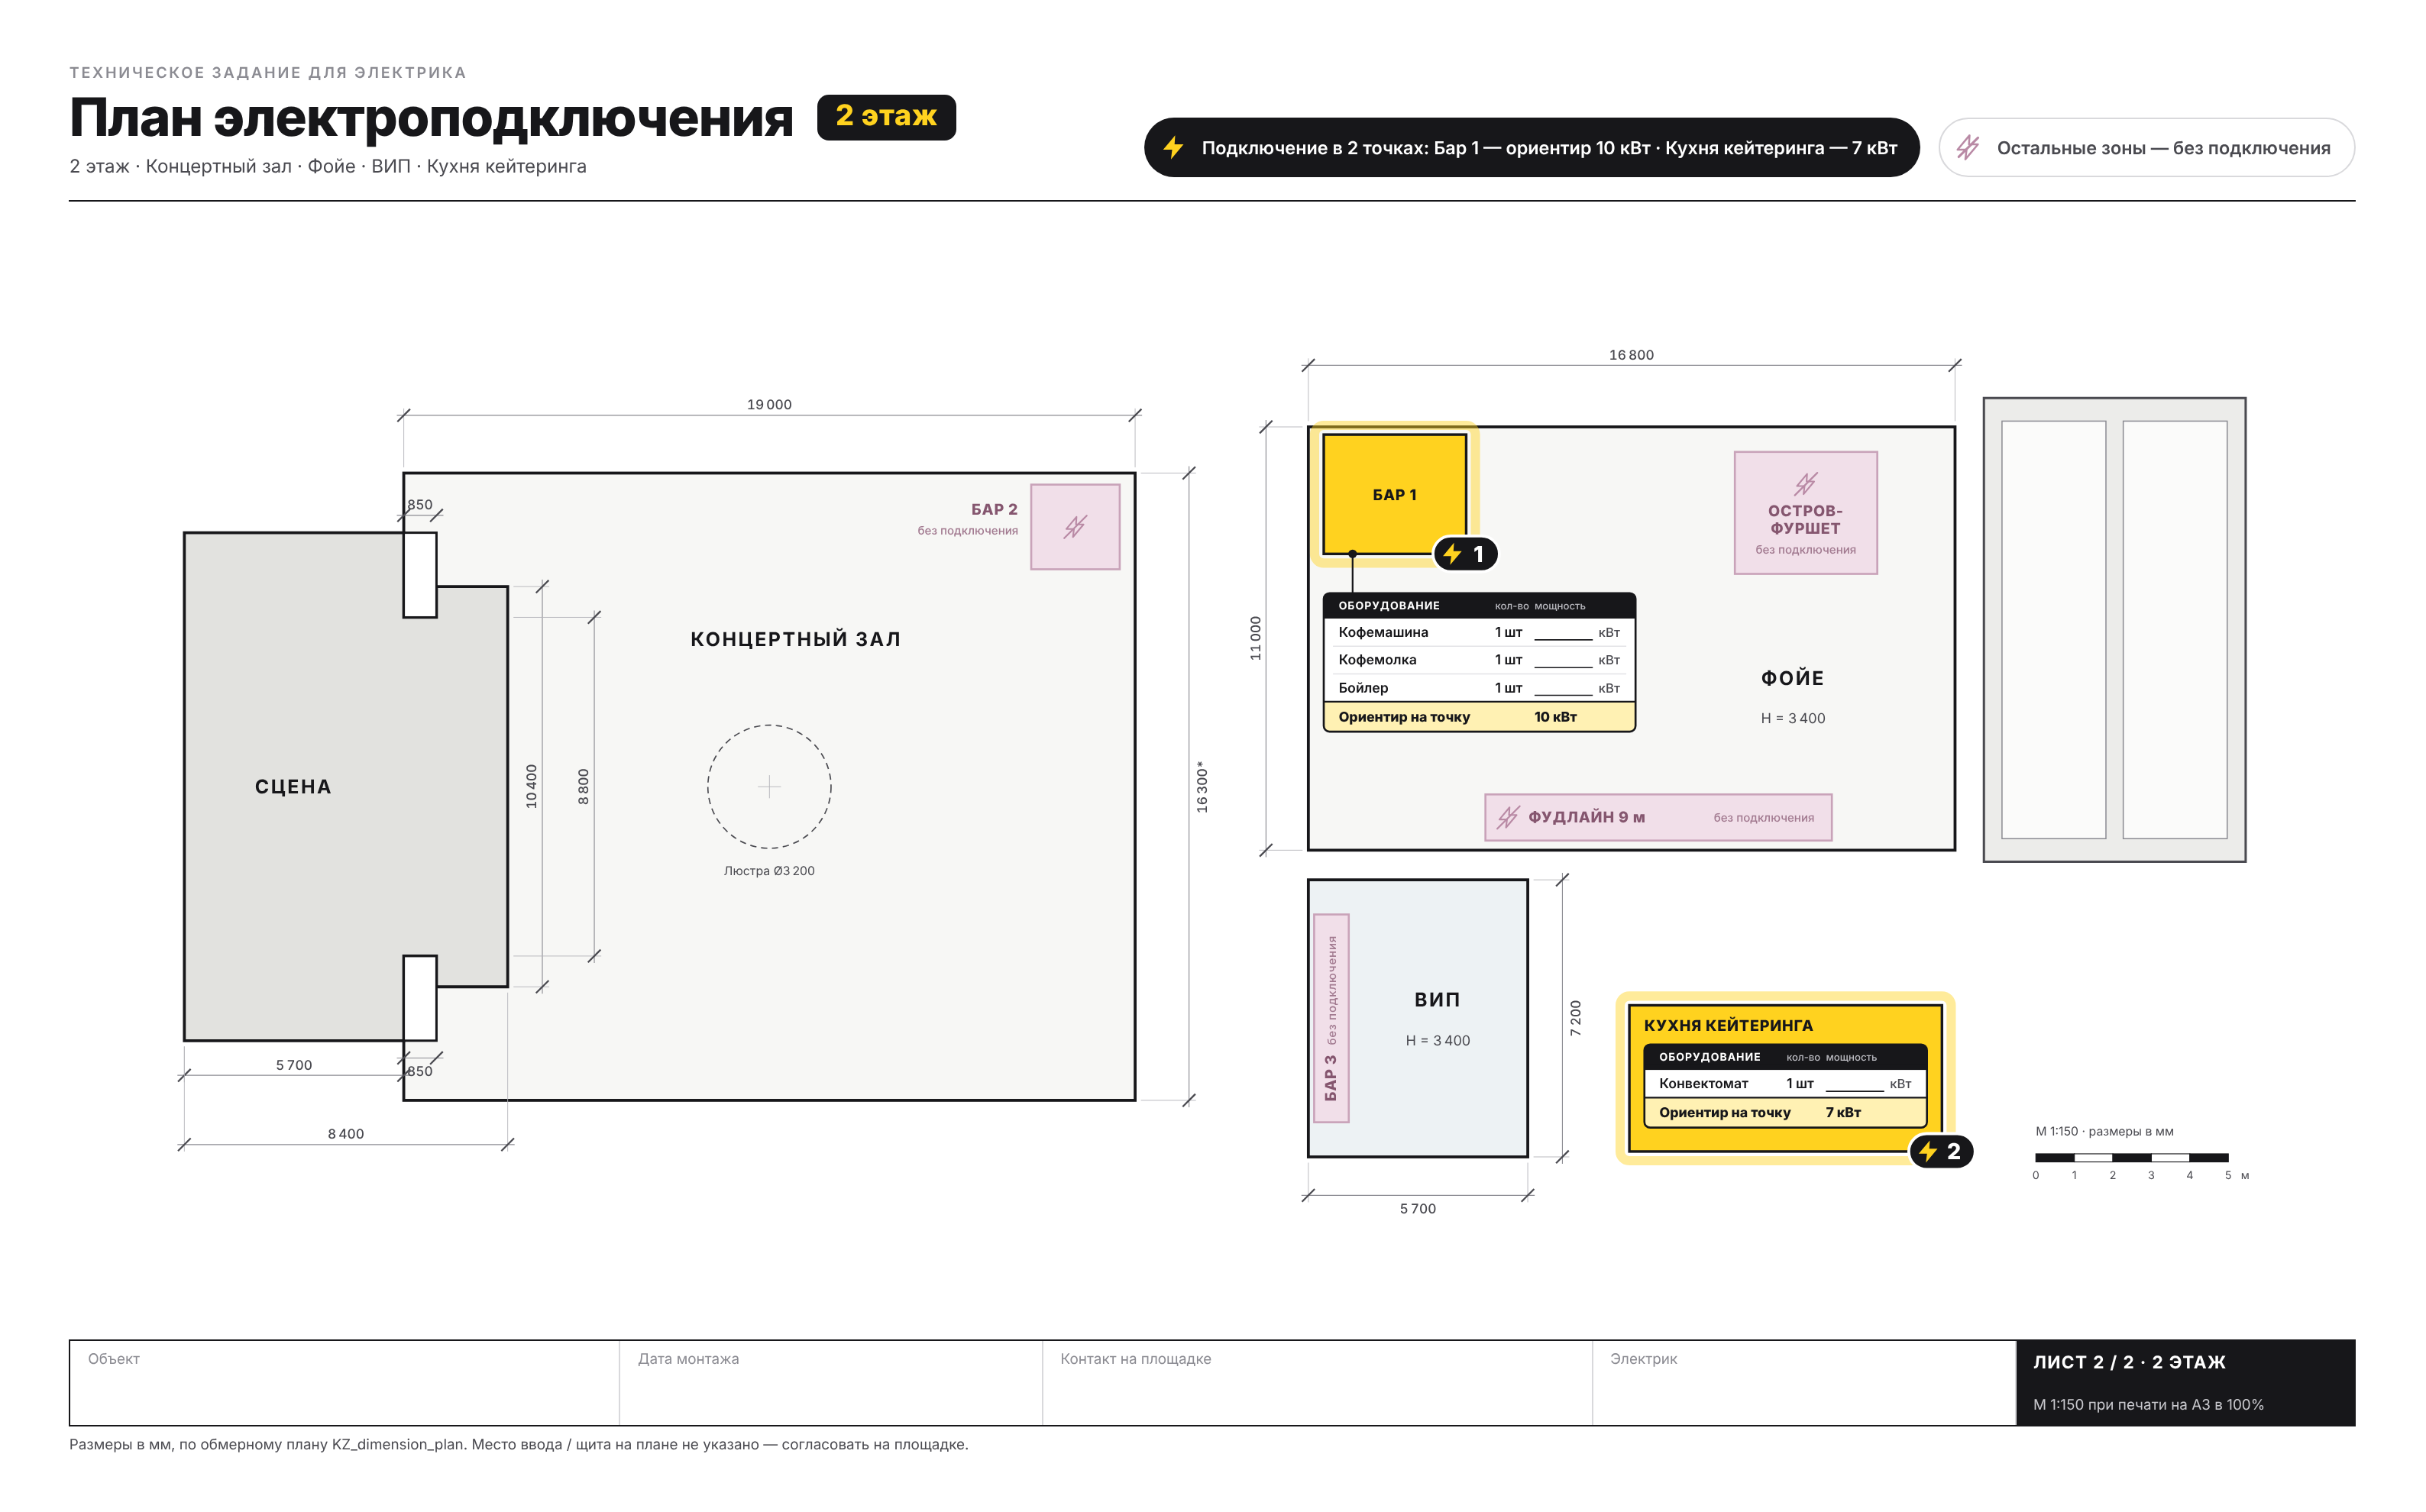 ТЕХНИЧЕСКОЕ ЗАДАНИЕ ДЛЯ ЭЛЕКТРИКА
План электроподключения
2 этаж
2 этаж · Концертный зал · Фойе · ВИП · Кухня кейтеринга
Подключение в 2 точках: Бар 1 — ориентир 10 кВт · Кухня кейтеринга — 7 кВт
Остальные зоны — без подключения
19 000
850
БАР 2
без подключения
КОНЦЕРТНЫЙ ЗАЛ
СЦЕНА
10 400
8 800
16 300*
Люстра Ø3 200
5 700
850
8 400
16 800
11 000
БАР 1
1
ОСТРОВ-
ФУРШЕТ
без подключения
ОБОРУДОВАНИЕ кол-во мощность
Кофемашина 1 шт кВт
Кофемолка 1 шт кВт
Бойлер 1 шт кВт
Ориентир на точку 10 кВт
ФОЙЕ
H = 3 400
ФУДЛАЙН 9 м без подключения
БАР 3 без подключения
ВИП
H = 3 400
7 200
5 700
КУХНЯ КЕЙТЕРИНГА
ОБОРУДОВАНИЕ кол-во мощность
Конвектомат 1 шт кВт
Ориентир на точку 7 кВт
2
М 1:150 · размеры в мм
0 1 2 3 4 5 м
Объект
Дата монтажа
Контакт на площадке
Электрик
ЛИСТ 2 / 2 · 2 ЭТАЖ
М 1:150 при печати на А3 в 100%
Размеры в мм, по обмерному плану KZ_dimension_plan. Место ввода / щита на плане не указано — согласовать на площадке.